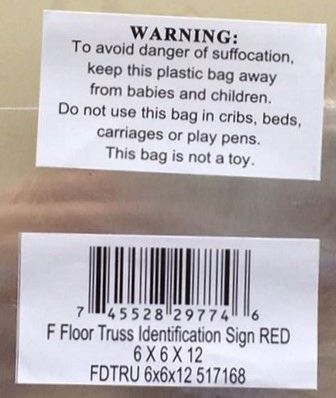 WARNING:
To avoid danger of suffocation,
keep this plastic bag away
from babies and children.
Do not use this bag in cribs, beds,
carriages or play pens.
This bag is not a toy.
7 45528 29774 6
F Floor Truss Identification Sign RED
6 X 6 X 12
FDTRU 6x6x12 517168